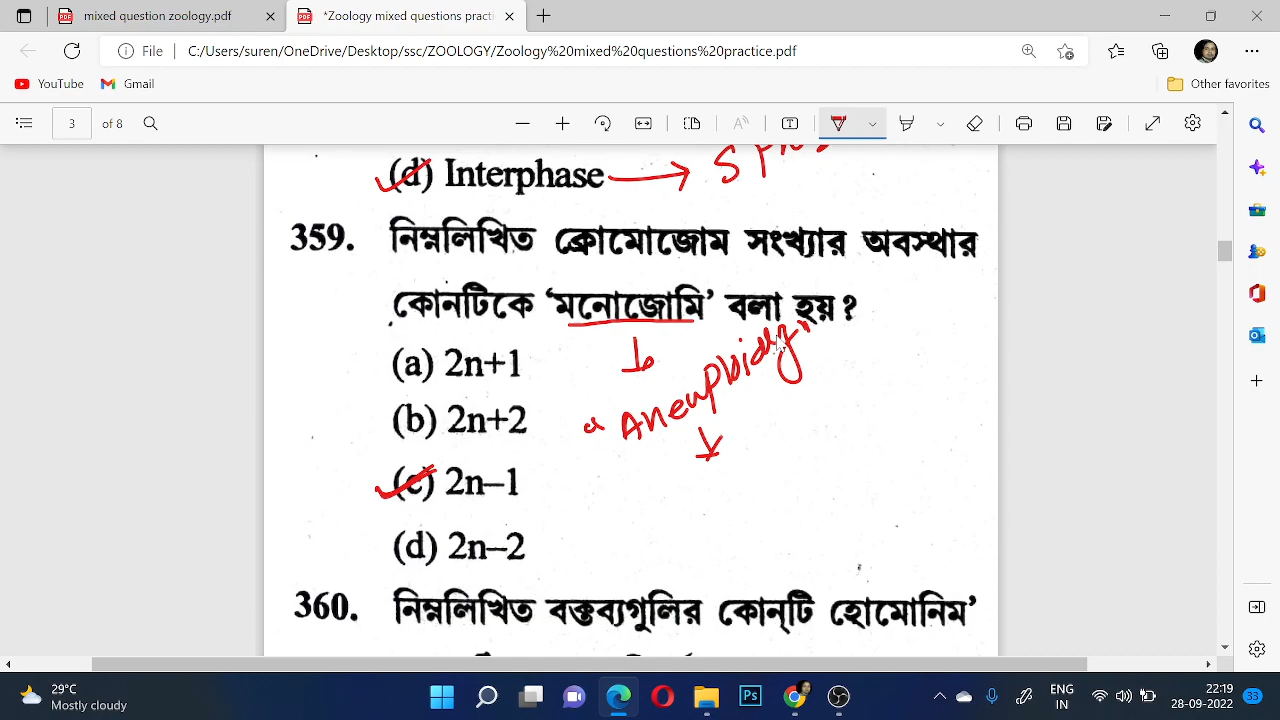 mixed question zoology.pdf
*Zoology mixed questions practice
File
C:/Users/suren/OneDrive/Desktop/ssc/ZOOLOGY/Zoology%20mixed%20questions%20practice.pdf
YouTube
Gmail
Other favorites
3 of 8
(d) Interphase → S
359. নিম্নলিখিত ক্রোমোজোম সংখ্যার অবস্থার
কোনটিকে ‘মনোজোমি’ বলা হয় ?
(a) 2n+1
"Aneuploidy"
(b) 2n+2
(c) 2n–1
(d) 2n–2
360. নিম্নলিখিত বক্তব্যগুলির কোন্‌টি হোমোনিম’
29°C
Mostly cloudy
ENG
IN
22:19
28-09-2022
33